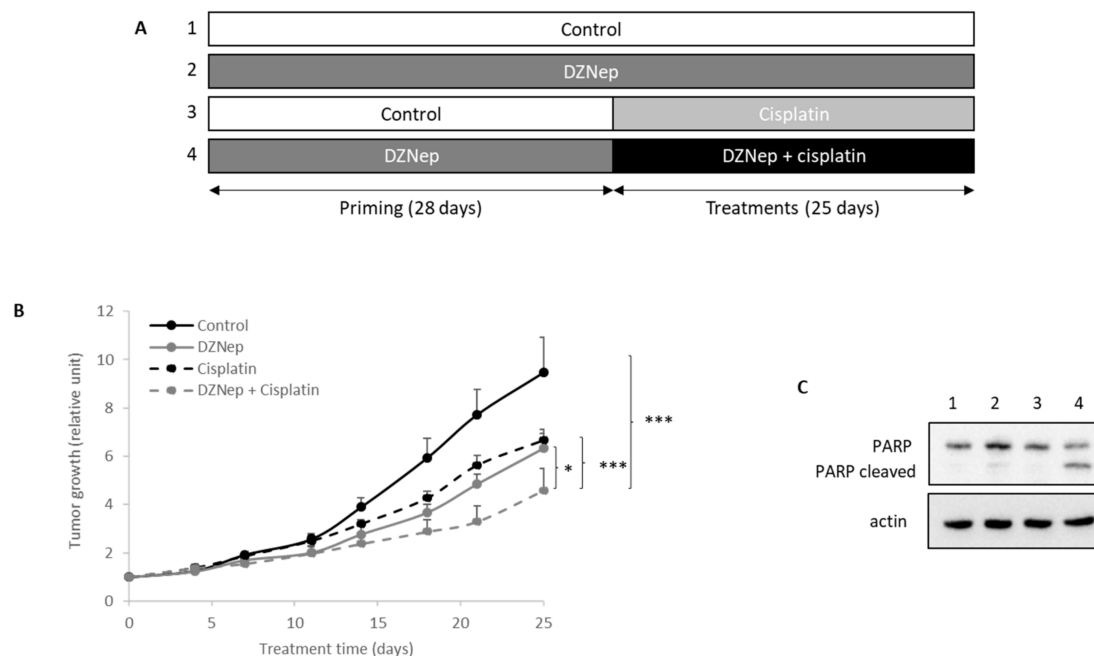 A
1 Control
2 DZNep
3 Control Cisplatin
4 DZNep DZNep + cisplatin
Priming (28 days) Treatments (25 days)
B
Tumor growth (relative unit)
12
10
8
6
4
2
0
Control
DZNep
Cisplatin
DZNep + Cisplatin
*
***
***
0 5 10 15 20 25
Treatment time (days)
C
1 2 3 4
PARP
PARP cleaved
actin